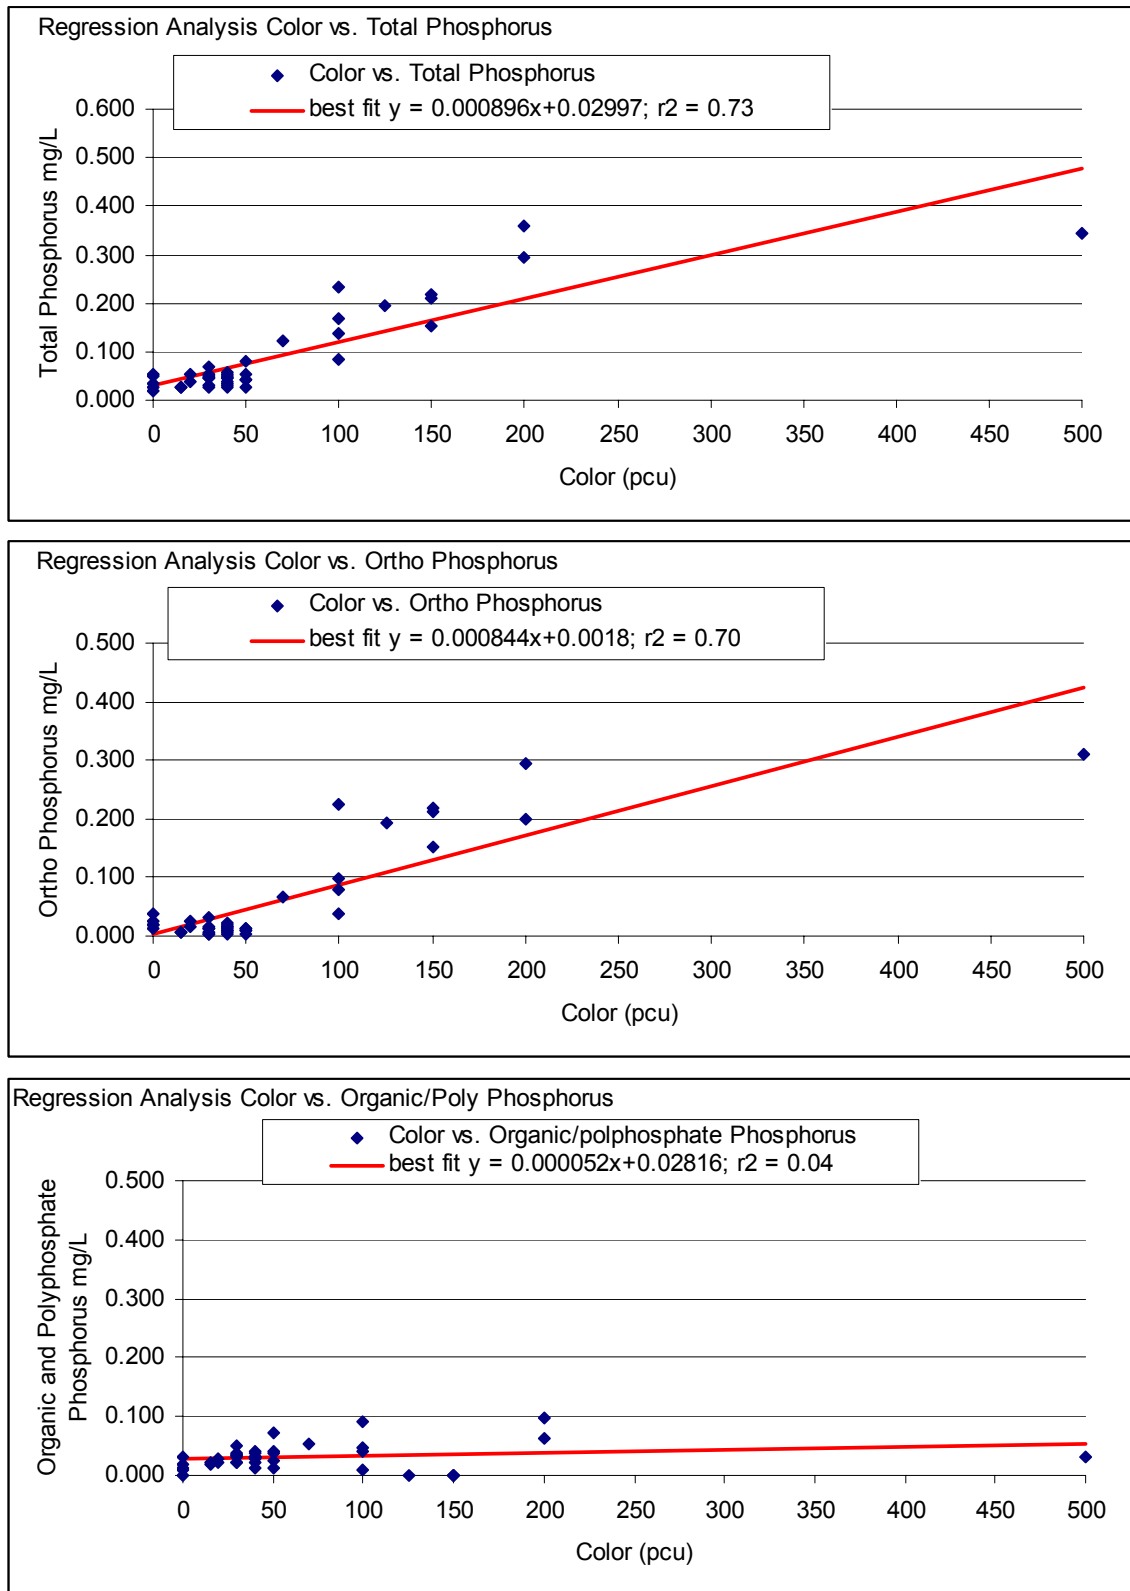 Regression Analysis Color vs. Total Phosphorus
Color vs. Total Phosphorus
best fit y = 0.000896x+0.02997; r2 = 0.73
Total Phosphorus mg/L
0.600
0.500
0.400
0.300
0.200
0.100
0.000
0 50 100 150 200 250 300 350 400 450 500
Color (pcu)
Regression Analysis Color vs. Ortho Phosphorus
Color vs. Ortho Phosphorus
best fit y = 0.000844x+0.0018; r2 = 0.70
Ortho Phosphorus mg/L
0.500
0.400
0.300
0.200
0.100
0.000
0 50 100 150 200 250 300 350 400 450 500
Color (pcu)
Regression Analysis Color vs. Organic/Poly Phosphorus
Color vs. Organic/polphosphate Phosphorus
best fit y = 0.000052x+0.02816; r2 = 0.04
Organic and Polyphosphate
Phosphorus mg/L
0.500
0.400
0.300
0.200
0.100
0.000
0 50 100 150 200 250 300 350 400 450 500
Color (pcu)